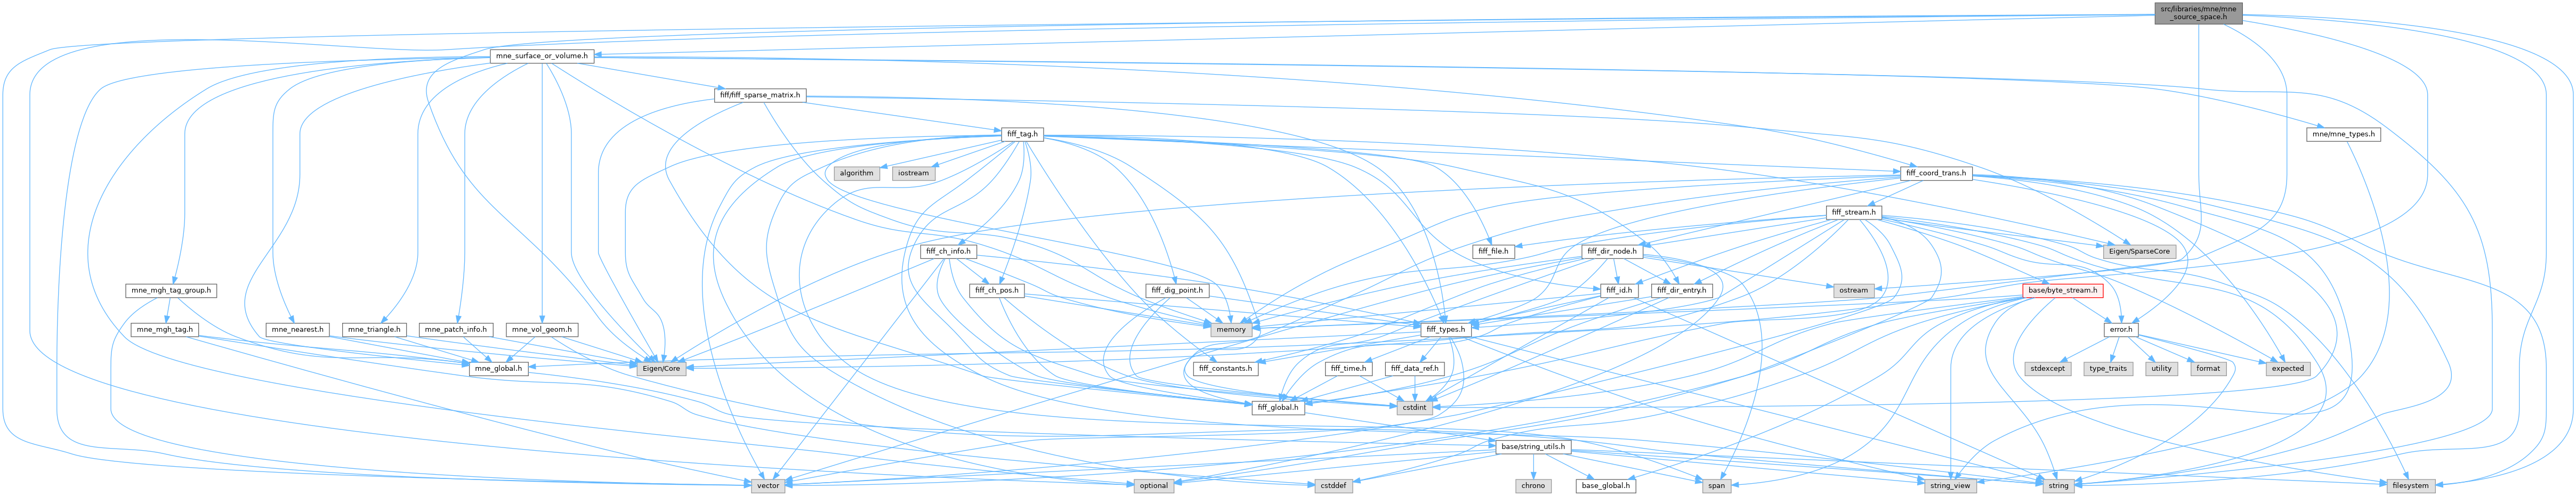 src/libraries/mne/mne
_source_space.h
mne_surface_or_volume.h
fiff/fiff_sparse_matrix.h
fiff_tag.h
mne/mne_types.h
algorithm
iostream
fiff_coord_trans.h
fiff_stream.h
fiff_ch_info.h
fiff_file.h
fiff_dir_node.h
Eigen/SparseCore
mne_mgh_tag_group.h
fiff_ch_pos.h
fiff_dig_point.h
fiff_id.h
fiff_dir_entry.h
ostream
base/byte_stream.h
mne_mgh_tag.h
mne_nearest.h
mne_triangle.h
mne_patch_info.h
mne_vol_geom.h
memory
fiff_types.h
error.h
mne_global.h
Eigen/Core
fiff_constants.h
fiff_time.h
fiff_data_ref.h
stdexcept
type_traits
utility
format
expected
fiff_global.h
cstdint
base/string_utils.h
vector
optional
cstddef
chrono
base_global.h
span
string_view
string
filesystem